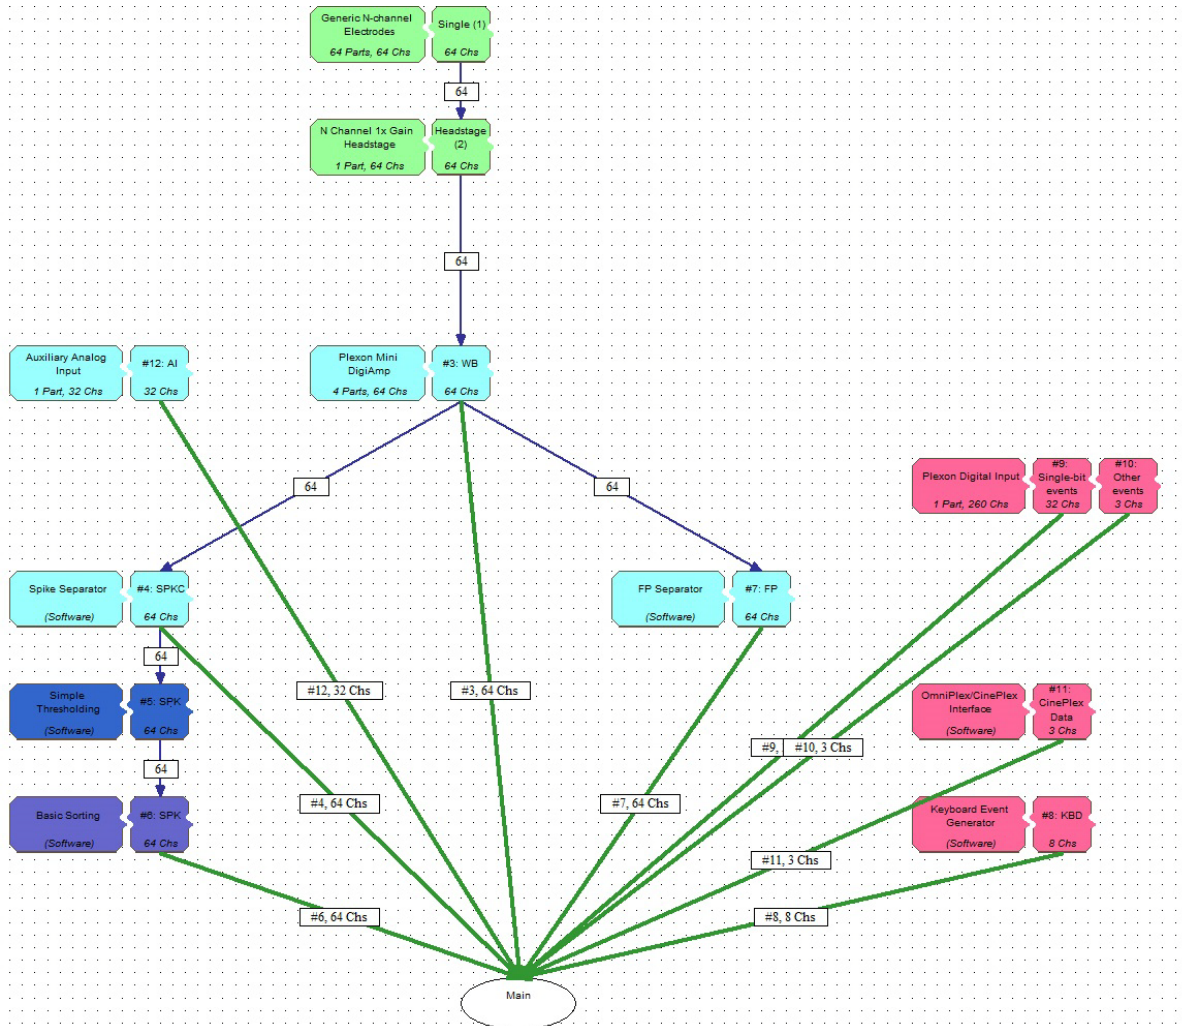 Generic N-channel
Electrodes
64 Parts, 64 Chs
Single (1)
64 Chs
64
N Channel 1x Gain
Headstage
1 Part, 64 Chs
Headstage
(2)
64 Chs
64
Auxiliary Analog
Input
1 Part, 32 Chs
#12: AI
32 Chs
Plexon Mini
DigiAmp
4 Parts, 64 Chs
#3: WB
64 Chs
64
64
Plexon Digital Input
1 Part, 260 Chs
#9:
Single-bit
events
32 Chs
#10:
Other
events
3 Chs
Spike Separator
(Software)
#4: SPKC
64 Chs
FP Separator
(Software)
#7: FP
64 Chs
64
Simple
Thresholding
(Software)
#5: SPK
64 Chs
#12, 32 Chs
#3, 64 Chs
OmniPlex/CinePlex
Interface
(Software)
#11:
CinePlex
Data
3 Chs
#9,
#10, 3 Chs
64
Basic Sorting
(Software)
#6: SPK
64 Chs
#4, 64 Chs
#7, 64 Chs
Keyboard Event
Generator
(Software)
#8: KBD
8 Chs
#11, 3 Chs
#6, 64 Chs
#8, 8 Chs
Main